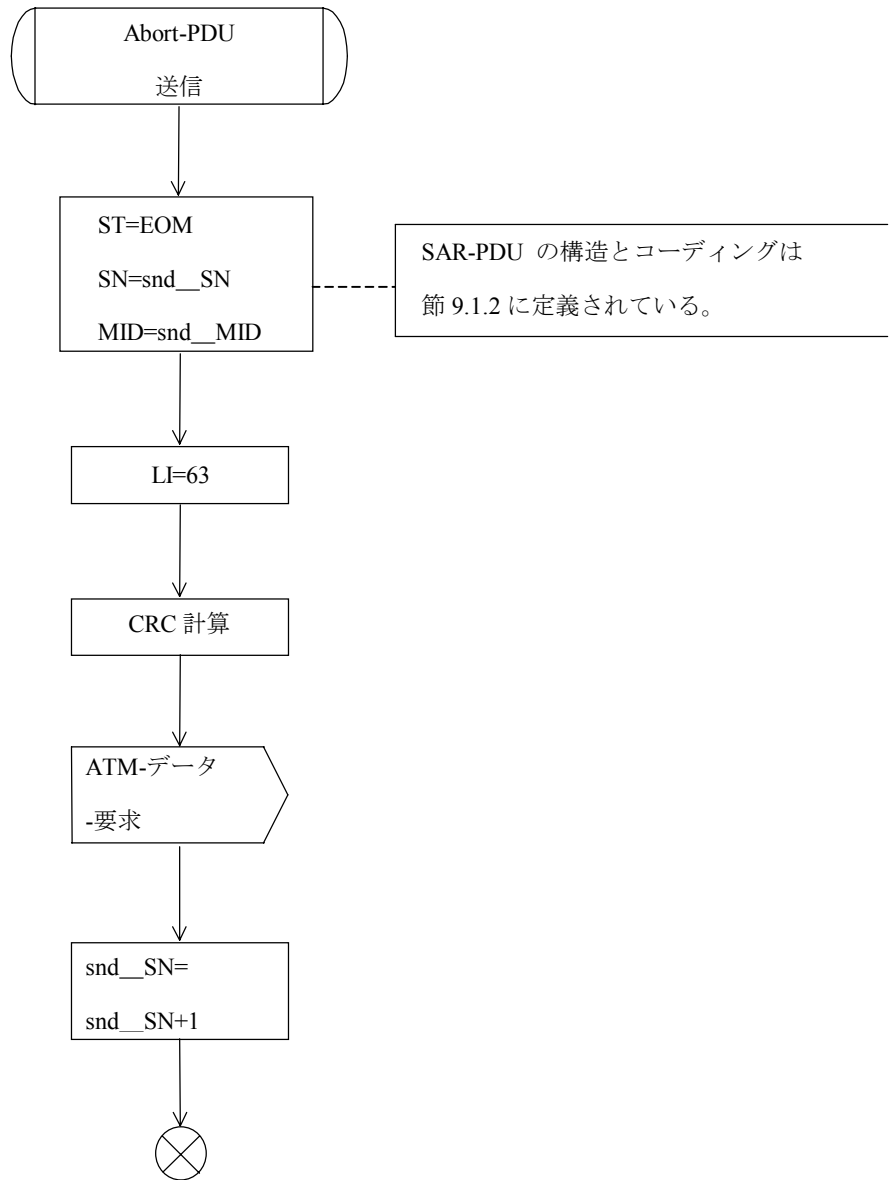 Abort-PDU
送信
ST=EOM
SN=snd__SN
MID=snd__MID
SAR-PDU の構造とコーディングは
節 9.1.2 に定義されている。
LI=63
CRC 計算
ATM-データ
-要求
snd__SN=
snd__SN+1